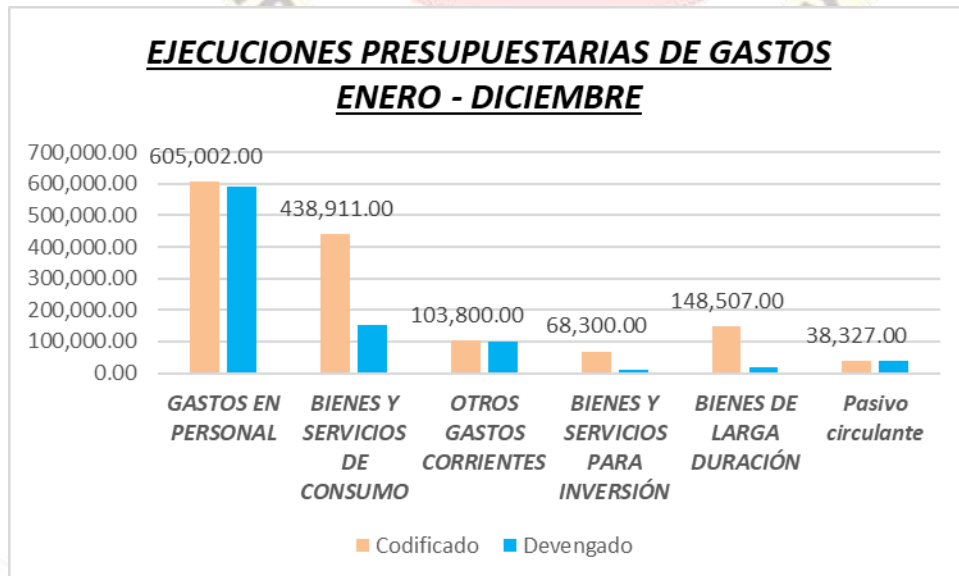 EJECUCIONES PRESUPUESTARIAS DE GASTOS
ENERO - DICIEMBRE
700,000.00
600,000.00
500,000.00
400,000.00
300,000.00
200,000.00
100,000.00
0.00
605,002.00
438,911.00
103,800.00
68,300.00
148,507.00
38,327.00
GASTOS EN
PERSONAL
BIENES Y
SERVICIOS
DE
CONSUMO
OTROS
GASTOS
CORRIENTES
BIENES Y
SERVICIOS
PARA
INVERSIÓN
BIENES DE
LARGA
DURACIÓN
Pasivo
circulante
Codificado
Devengado